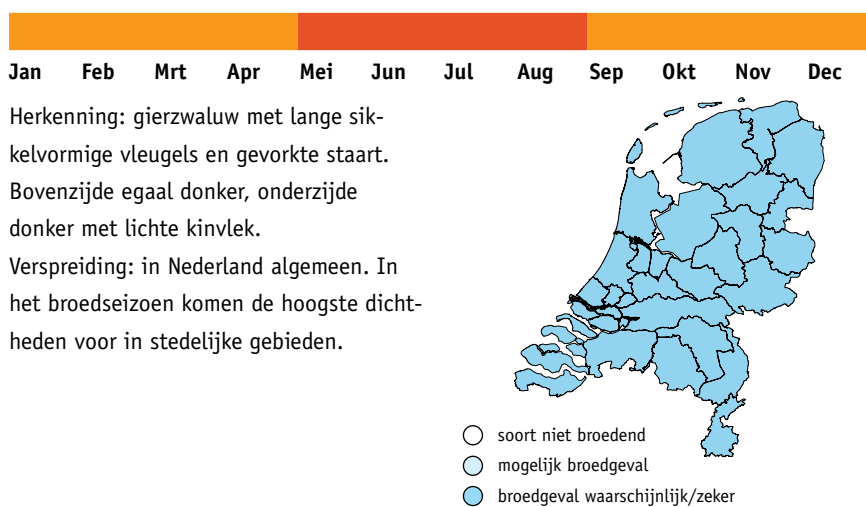 Jan Feb Mrt Apr Mei Jun Jul Aug Sep Okt Nov Dec
Herkenning: gierzwaluw met lange sik-
kelvormige vleugels en gevorkte staart.
Bovenzijde egaal donker, onderzijde
donker met lichte kinvlek.
Verspreiding: in Nederland algemeen. In
het broedseizoen komen de hoogste dicht-
heden voor in stedelijke gebieden.
soort niet broedend
mogelijk broedgeval
broedgeval waarschijnlijk/zeker